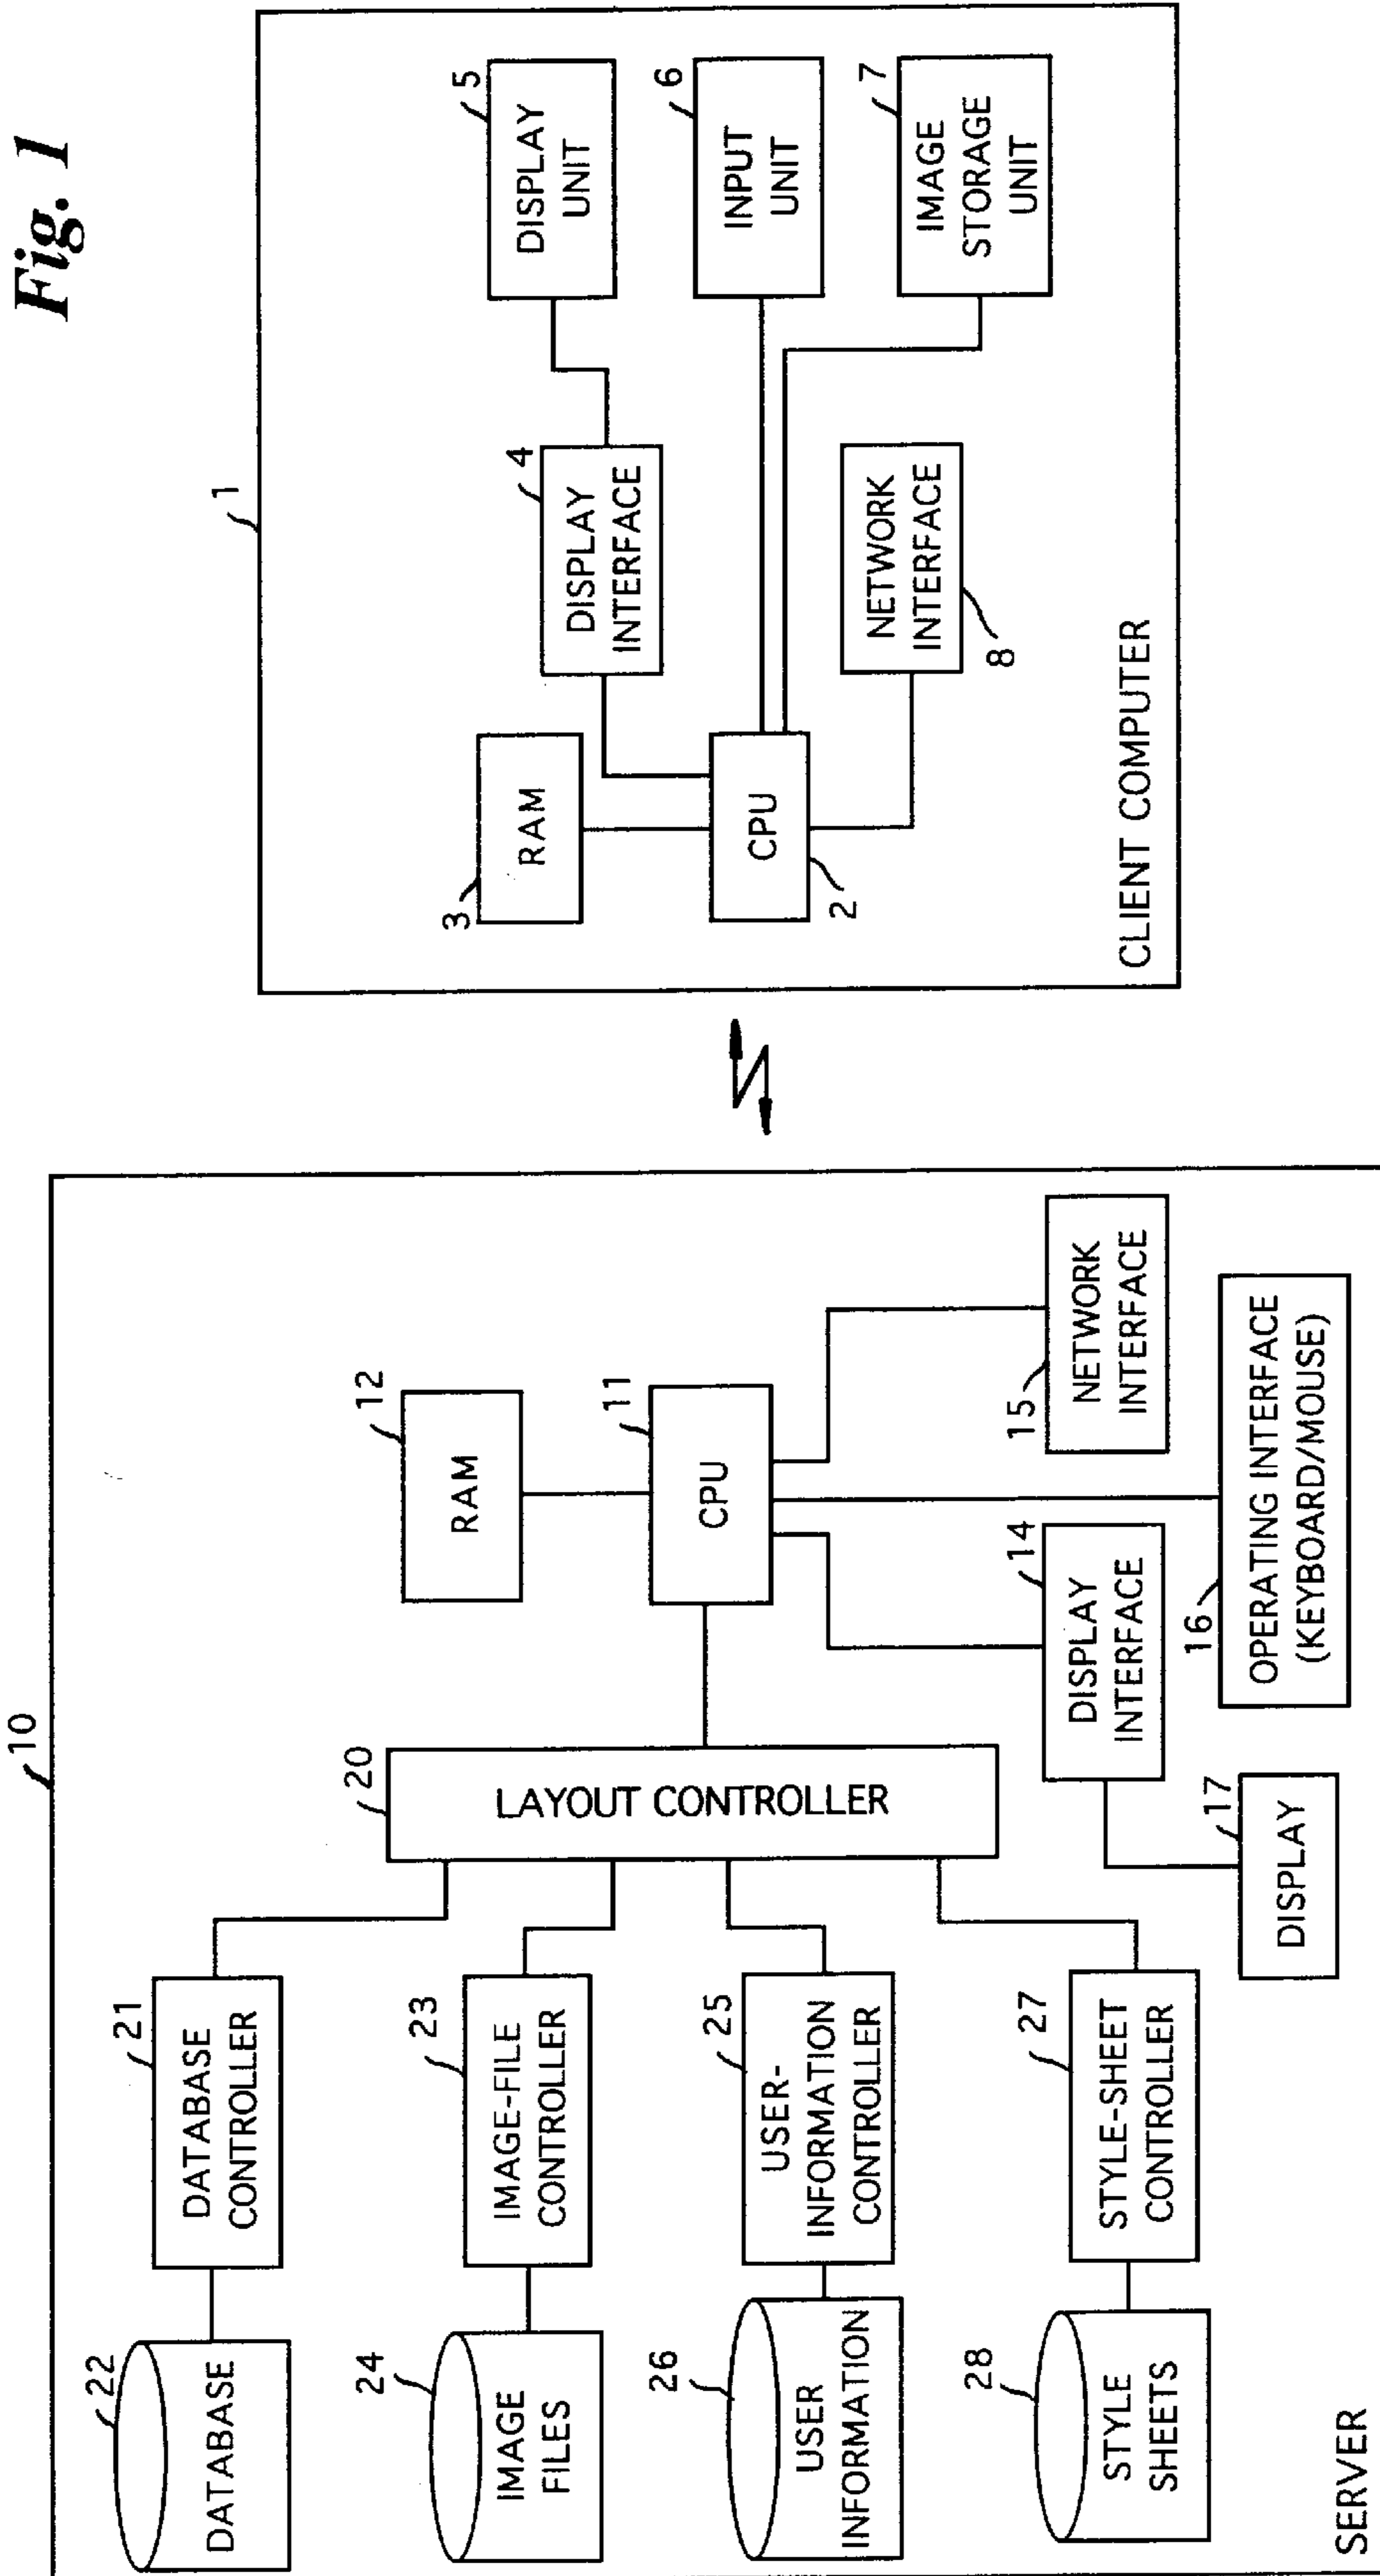 Fig. 1
10
22
DATABASE
21
DATABASE
CONTROLLER
24
IMAGE
FILES
23
IMAGE-FILE
CONTROLLER
26
USER
INFORMATION
25
USER-
INFORMATION
CONTROLLER
28
STYLE
SHEETS
27
STYLE-SHEET
CONTROLLER
20
LAYOUT CONTROLLER
12
RAM
11
CPU
14
DISPLAY
INTERFACE
15
NETWORK
INTERFACE
16
OPERATING INTERFACE
(KEYBOARD/MOUSE)
17
DISPLAY
SERVER
1
3
RAM
2
CPU
4
DISPLAY
INTERFACE
5
DISPLAY
UNIT
6
INPUT
UNIT
7
IMAGE
STORAGE
UNIT
8
NETWORK
INTERFACE
CLIENT COMPUTER